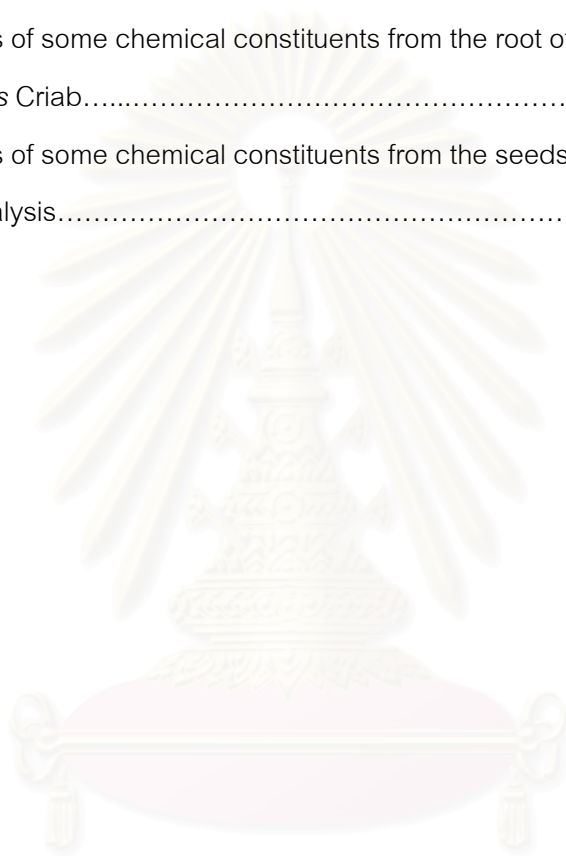 s of some chemical constituents from the root of
s Criab…...……………………………………………
s of some chemical constituents from the seeds
alysis…………………………………………………